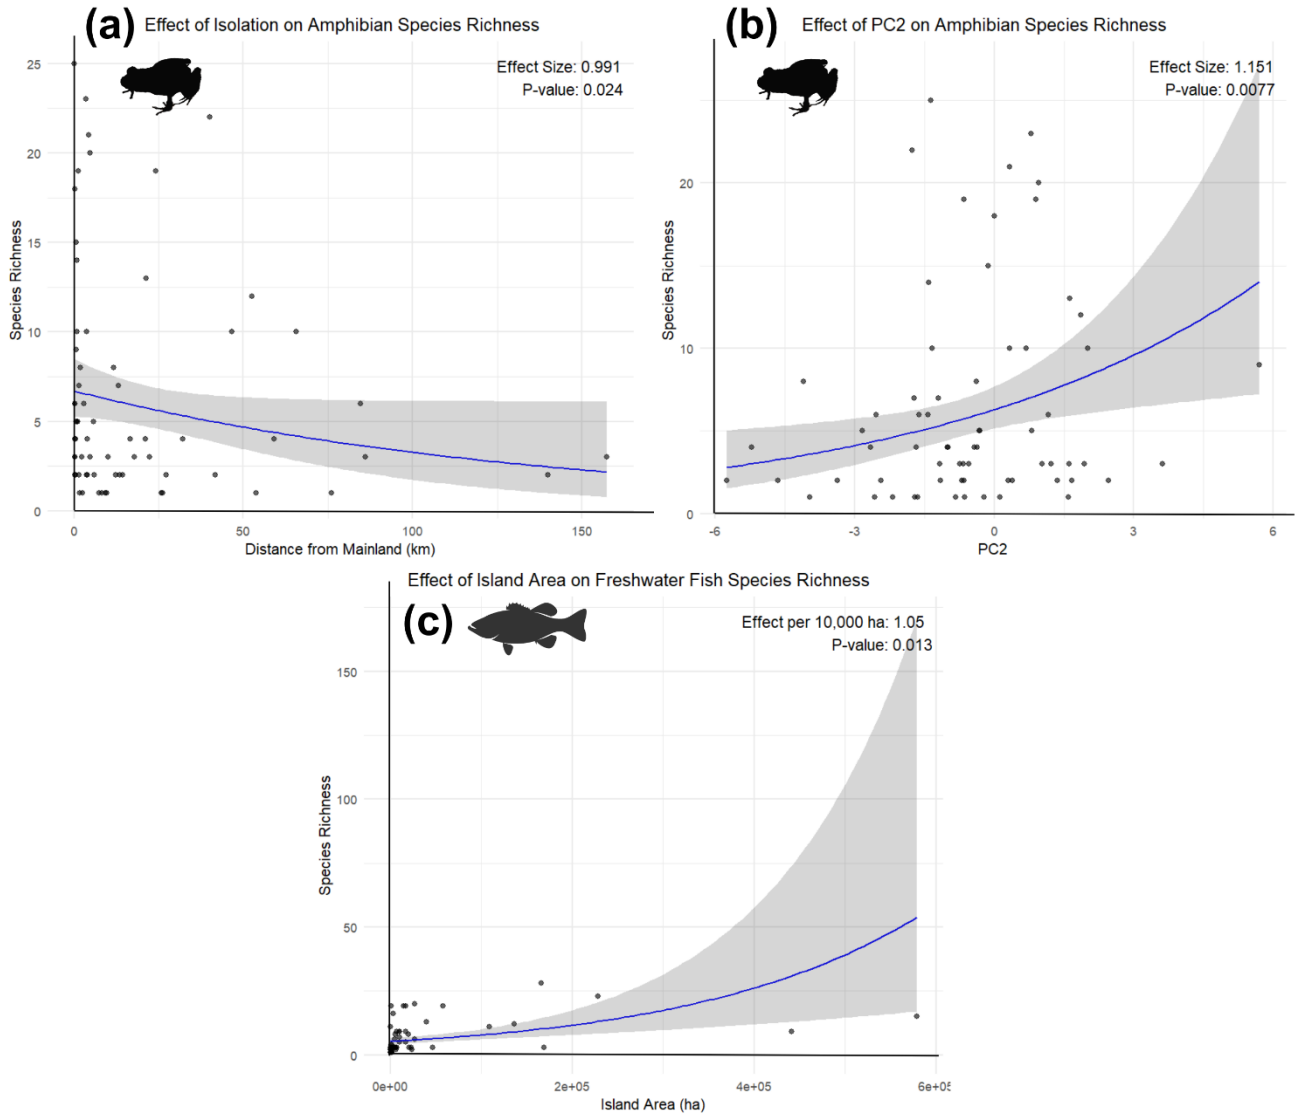 (a) Effect of Isolation on Amphibian Species Richness
Effect Size: 0.991
P-value: 0.024
Species Richness
25
20
15
10
5
0
0 50 100 150
Distance from Mainland (km)
(b) Effect of PC2 on Amphibian Species Richness
Effect Size: 1.151
P-value: 0.0077
Species Richness
20
10
0
-6 -3 0 3 6
PC2
Effect of Island Area on Freshwater Fish Species Richness
(c)
Effect per 10,000 ha: 1.05
P-value: 0.013
Species Richness
150
100
50
0
0e+00 2e+05 4e+05 6e+05
Island Area (ha)